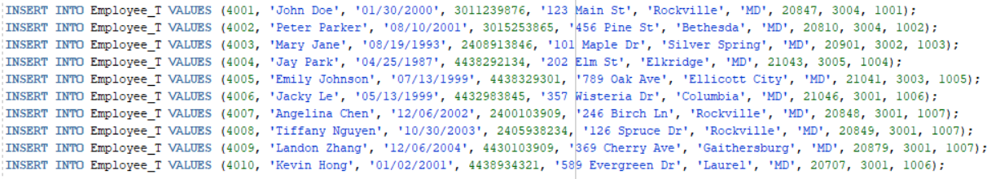 INSERT INTO Employee_T VALUES (4001, 'John Doe', '01/30/2000', 3011239876, '123 Main St', 'Rockville', 'MD', 20847, 3004, 1001);
INSERT INTO Employee_T VALUES (4002, 'Peter Parker', '08/10/2001', 3015253865, '456 Pine St', 'Bethesda', 'MD', 20810, 3004, 1002);
INSERT INTO Employee_T VALUES (4003, 'Mary Jane', '08/19/1993', 2408913846, '101 Maple Dr', 'Silver Spring', 'MD', 20901, 3002, 1003);
INSERT INTO Employee_T VALUES (4004, 'Jay Park', '04/25/1987', 4438292134, '202 Elm St', 'Elkridge', 'MD', 21043, 3005, 1004);
INSERT INTO Employee_T VALUES (4005, 'Emily Johnson', '07/13/1999', 4438329301, '789 Oak Ave', 'Ellicott City', 'MD', 21041, 3003, 1005);
INSERT INTO Employee_T VALUES (4006, 'Jacky Le', '05/13/1999', 4432983845, '357 Wisteria Dr', 'Columbia', 'MD', 21046, 3001, 1006);
INSERT INTO Employee_T VALUES (4007, 'Angelina Chen', '12/06/2002', 2400103909, '246 Birch Ln', 'Rockville', 'MD', 20848, 3001, 1007);
INSERT INTO Employee_T VALUES (4008, 'Tiffany Nguyen', '10/30/2003', 2405938234, '126 Spruce Dr', 'Rockville', 'MD', 20849, 3001, 1007);
INSERT INTO Employee_T VALUES (4009, 'Landon Zhang', '12/06/2004', 4430103909, '369 Cherry Ave', 'Gaithersburg', 'MD', 20879, 3001, 1007);
INSERT INTO Employee_T VALUES (4010, 'Kevin Hong', '01/02/2001', 4438934321, '589 Evergreen Dr', 'Laurel', 'MD', 20707, 3001, 1006);